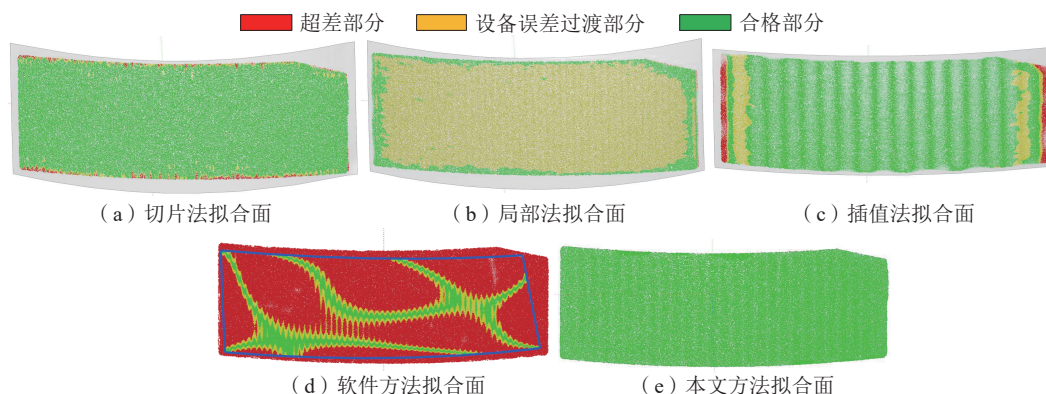 超差部分 设备误差过渡部分 合格部分
（a）切片法拟合面 （b）局部法拟合面 （c）插值法拟合面
（d）软件方法拟合面 （e）本文方法拟合面